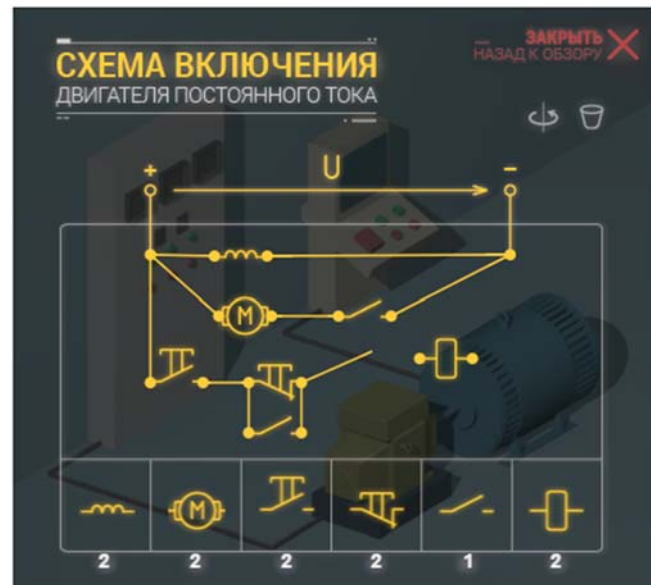 СХЕМА ВКЛЮЧЕНИЯ
ДВИГАТЕЛЯ ПОСТОЯННОГО ТОКА
ЗАКРЫТЬ
НАЗАД К ОБЗОРУ
+ U −
M
M
2 2 2 2 1 2